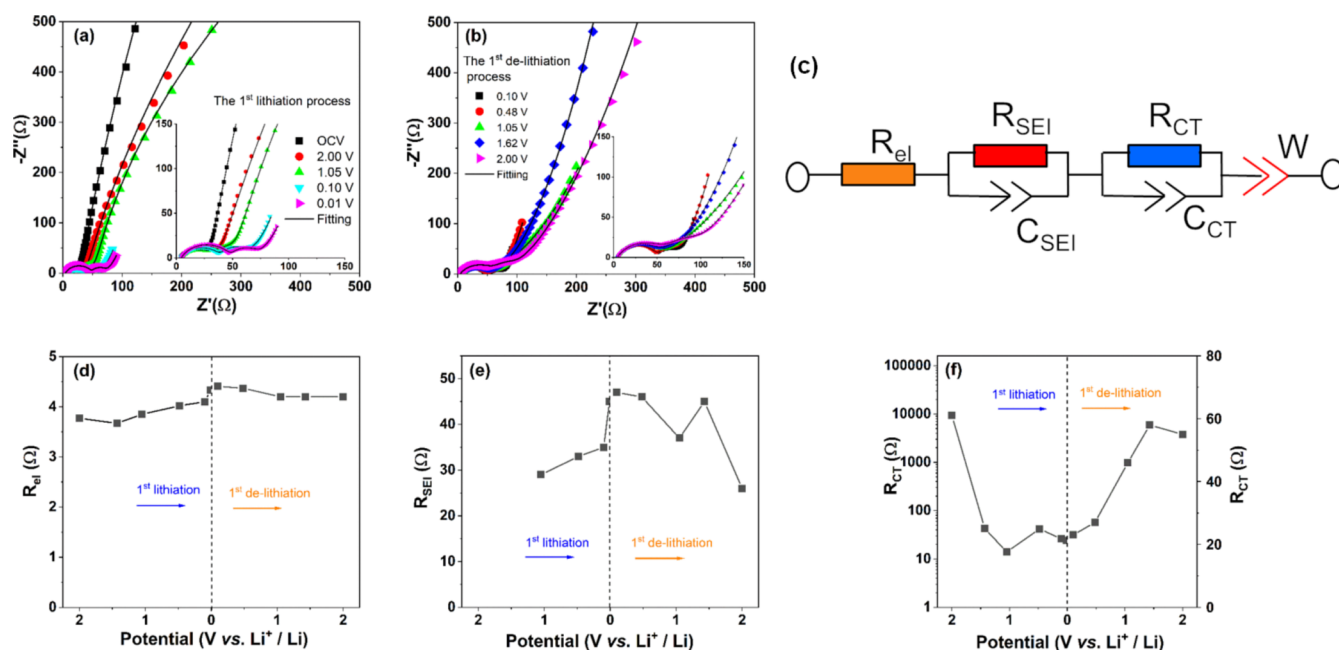 (a)
500
400
300
200
100
0
-Z"(Ω)
0 100 200 300 400 500
Z'(Ω)
The 1st lithiation process
OCV
2.00 V
1.05 V
0.10 V
0.01 V
Fitting
150
100
50
0
0 50 100 150
(b)
500
400
300
200
100
0
-Z"(Ω)
0 100 200 300 400 500
Z'(Ω)
The 1st de-lithiation
process
0.10 V
0.48 V
1.05 V
1.62 V
2.00 V
Fitiing
150
100
50
0
50 100 150
(c)
Rel
RSEI
CSEI
RCT
CCT
W
(d)
5
4
3
2
1
0
Rel (Ω)
1st lithiation
1st de-lithiation
2 1 0 1 2
Potential (V vs. Li+ / Li)
(e)
50
40
30
20
10
0
RSEI (Ω)
1st lithiation
1st de-lithiation
2 1 0 1 2
Potential (V vs. Li+ / Li)
(f)
100000
10000
1000
100
10
1
RCT (Ω)
1st lithiation
1st de-lithiation
80
60
40
20
0
RCT (Ω)
2 1 0 1 2
Potential (V vs. Li+ / Li)